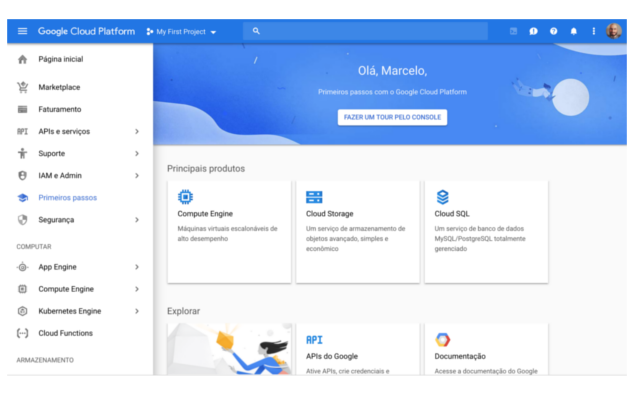 Google Cloud Platform
My First Project
Página inicial
Marketplace
Faturamento
API APIs e serviços
Suporte
IAM e Admin
Primeiros passos
Segurança
COMPUTAR
App Engine
Compute Engine
Kubernetes Engine
Cloud Functions
ARMAZENAMENTO
Olá, Marcelo,
Primeiros passos com o Google Cloud Platform
FAZER UM TOUR PELO CONSOLE
Principais produtos
Compute Engine
Máquinas virtuais escalonáveis de
alto desempenho
Cloud Storage
Um serviço de armazenamento de
objetos avançado, simples e
econômico
Cloud SQL
Um serviço de banco de dados
MySQL/PostgreSQL totalmente
gerenciado
Explorar
API
APIs do Google
Ative APIs, crie credenciais e
Documentação
Acesse a documentação do Google